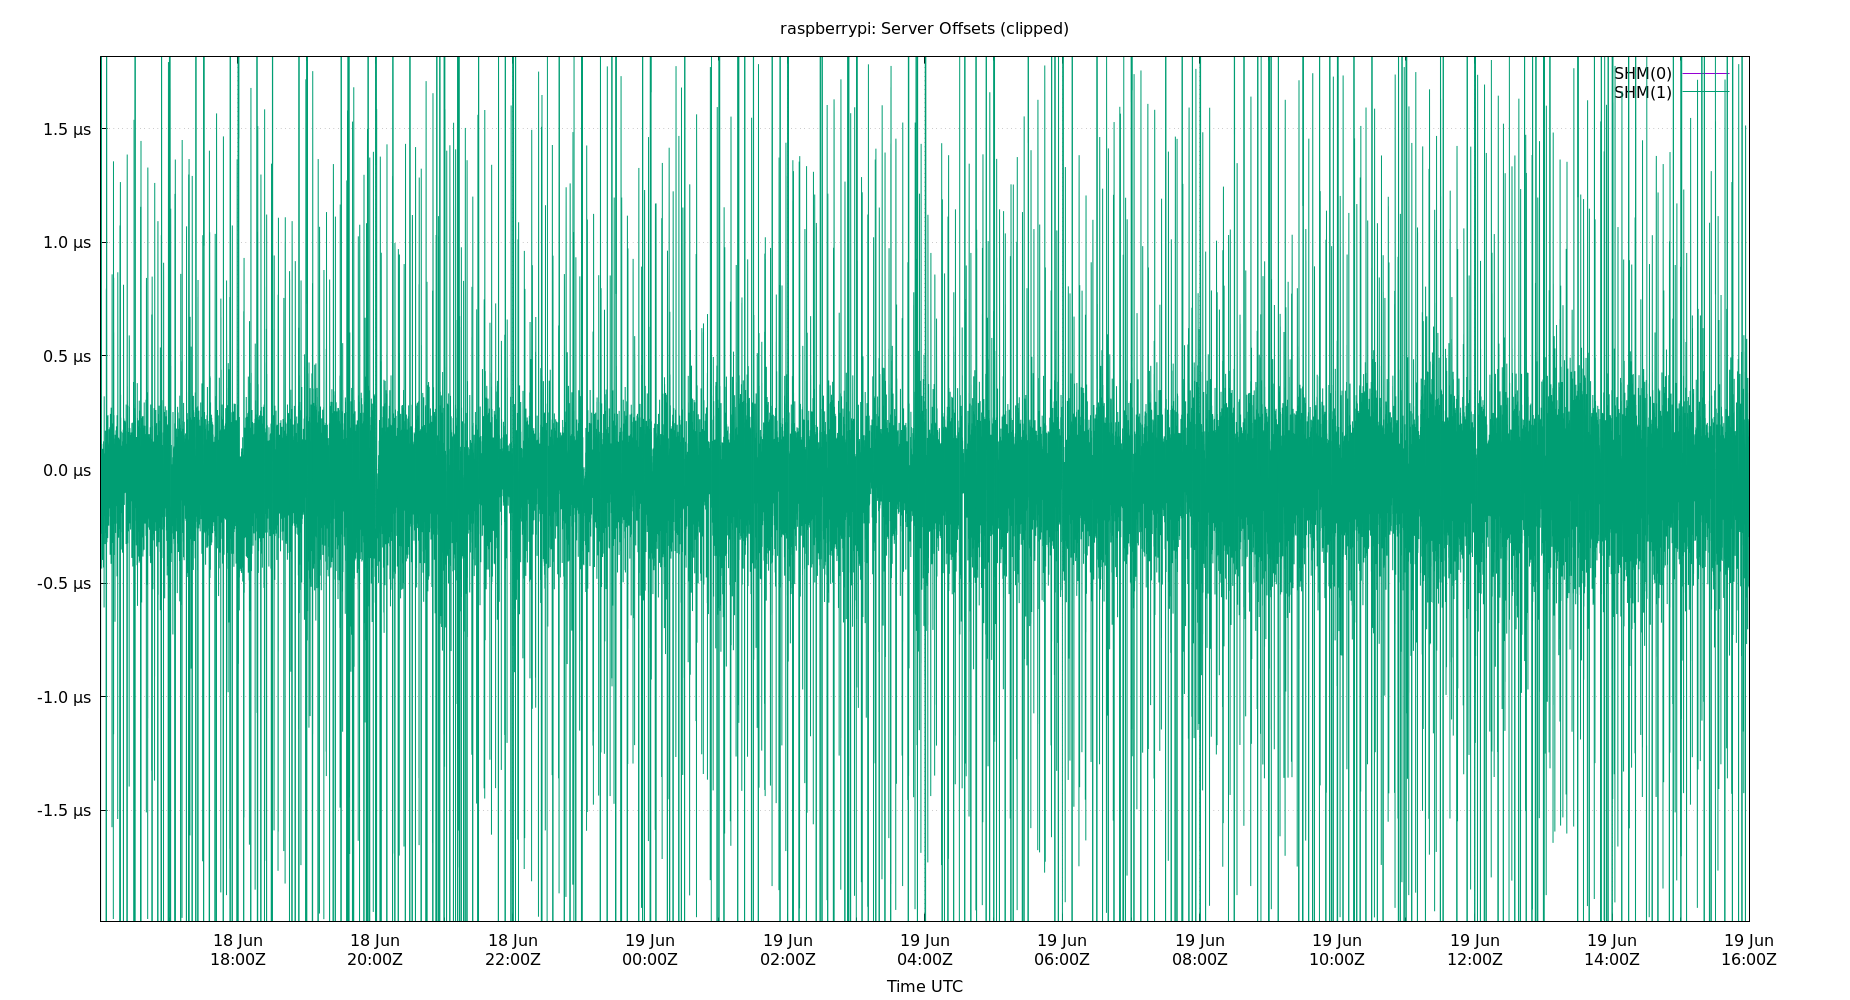 raspberrypi: Server Offsets (clipped)
SHM(0)
SHM(1)
1.5 µs
1.0 µs
0.5 µs
0.0 µs
-0.5 µs
-1.0 µs
-1.5 µs
18 Jun 18 Jun 18 Jun 19 Jun 19 Jun 19 Jun 19 Jun 19 Jun 19 Jun 19 Jun 19 Jun 19 Jun
18:00Z 20:00Z 22:00Z 00:00Z 02:00Z 04:00Z 06:00Z 08:00Z 10:00Z 12:00Z 14:00Z 16:00Z
Time UTC